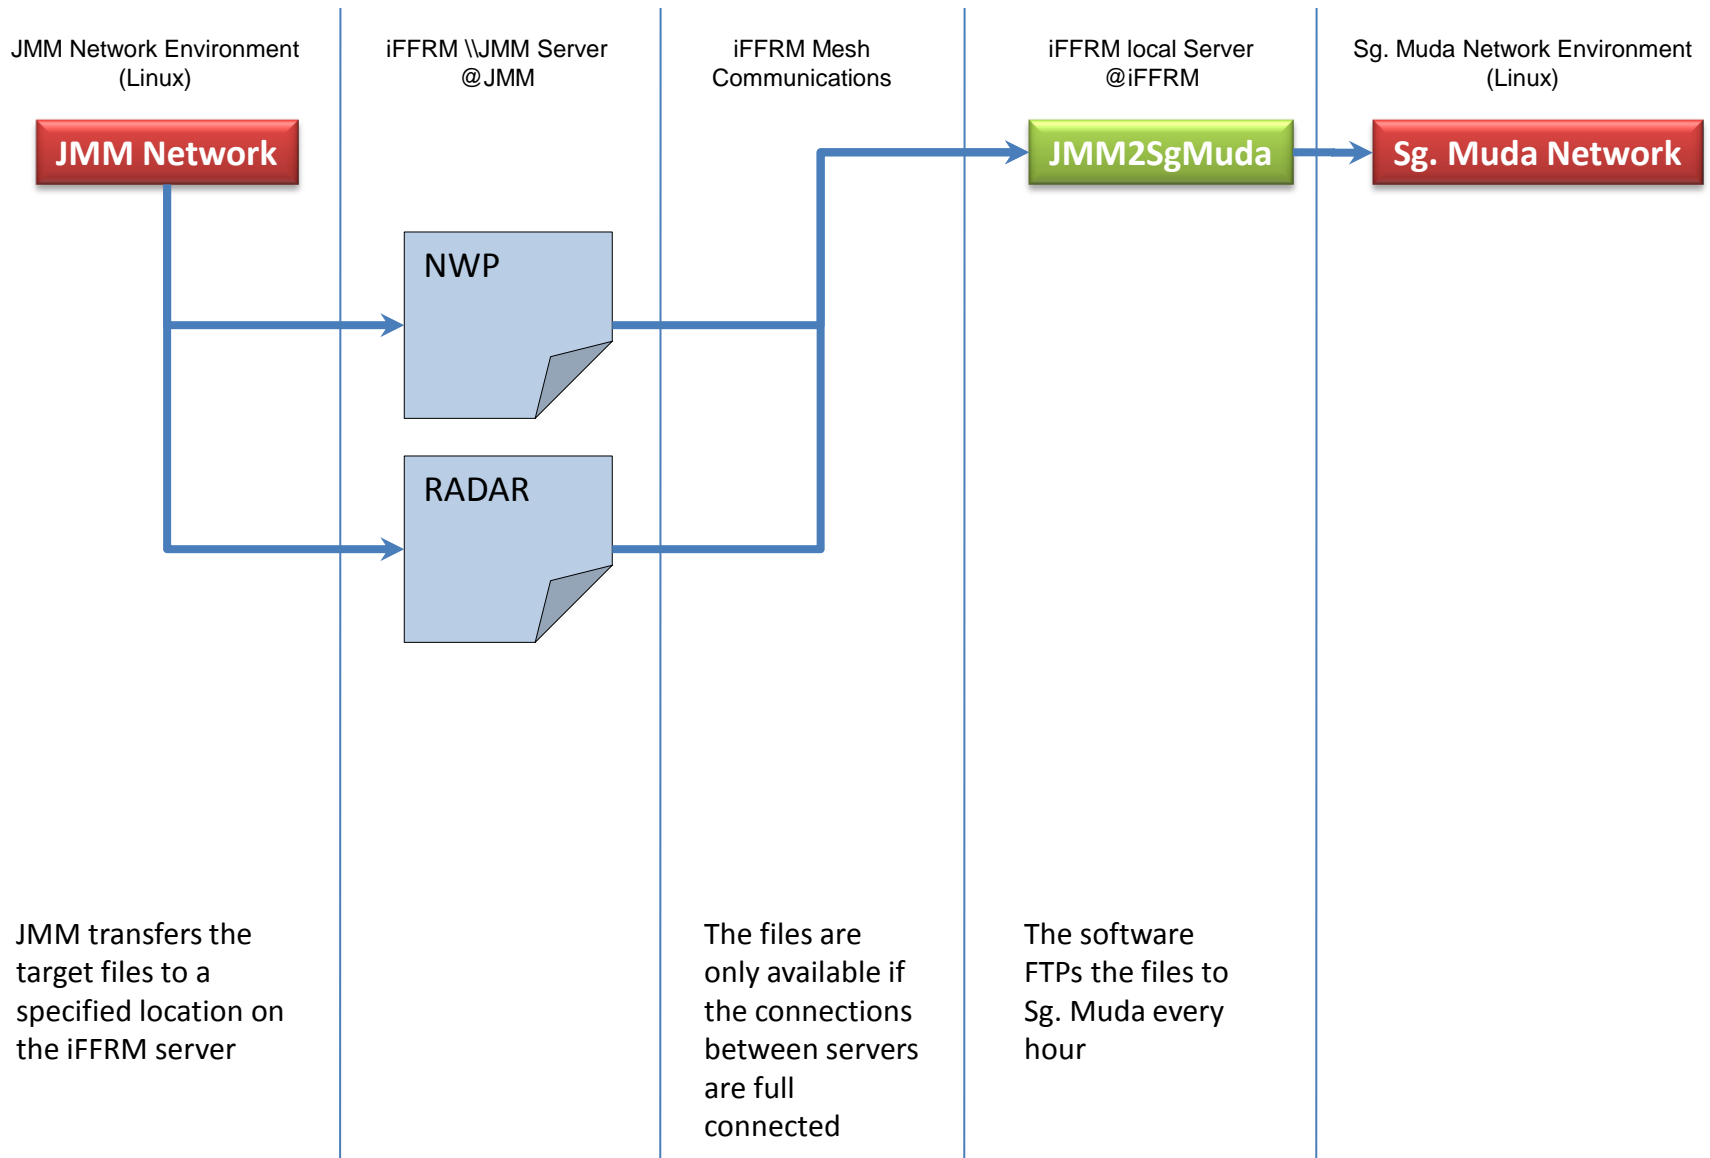 JMM Network Environment
(Linux)
iFFRM \\JMM Server
@JMM
iFFRM Mesh
Communications
iFFRM local Server
@iFFRM
Sg. Muda Network Environment
(Linux)
JMM Network
JMM2SgMuda
Sg. Muda Network
NWP
RADAR
JMM transfers the
target files to a
specified location on
the iFFRM server
The files are
only available if
the connections
between servers
are full
connected
The software
FTPs the files to
Sg. Muda every
hour